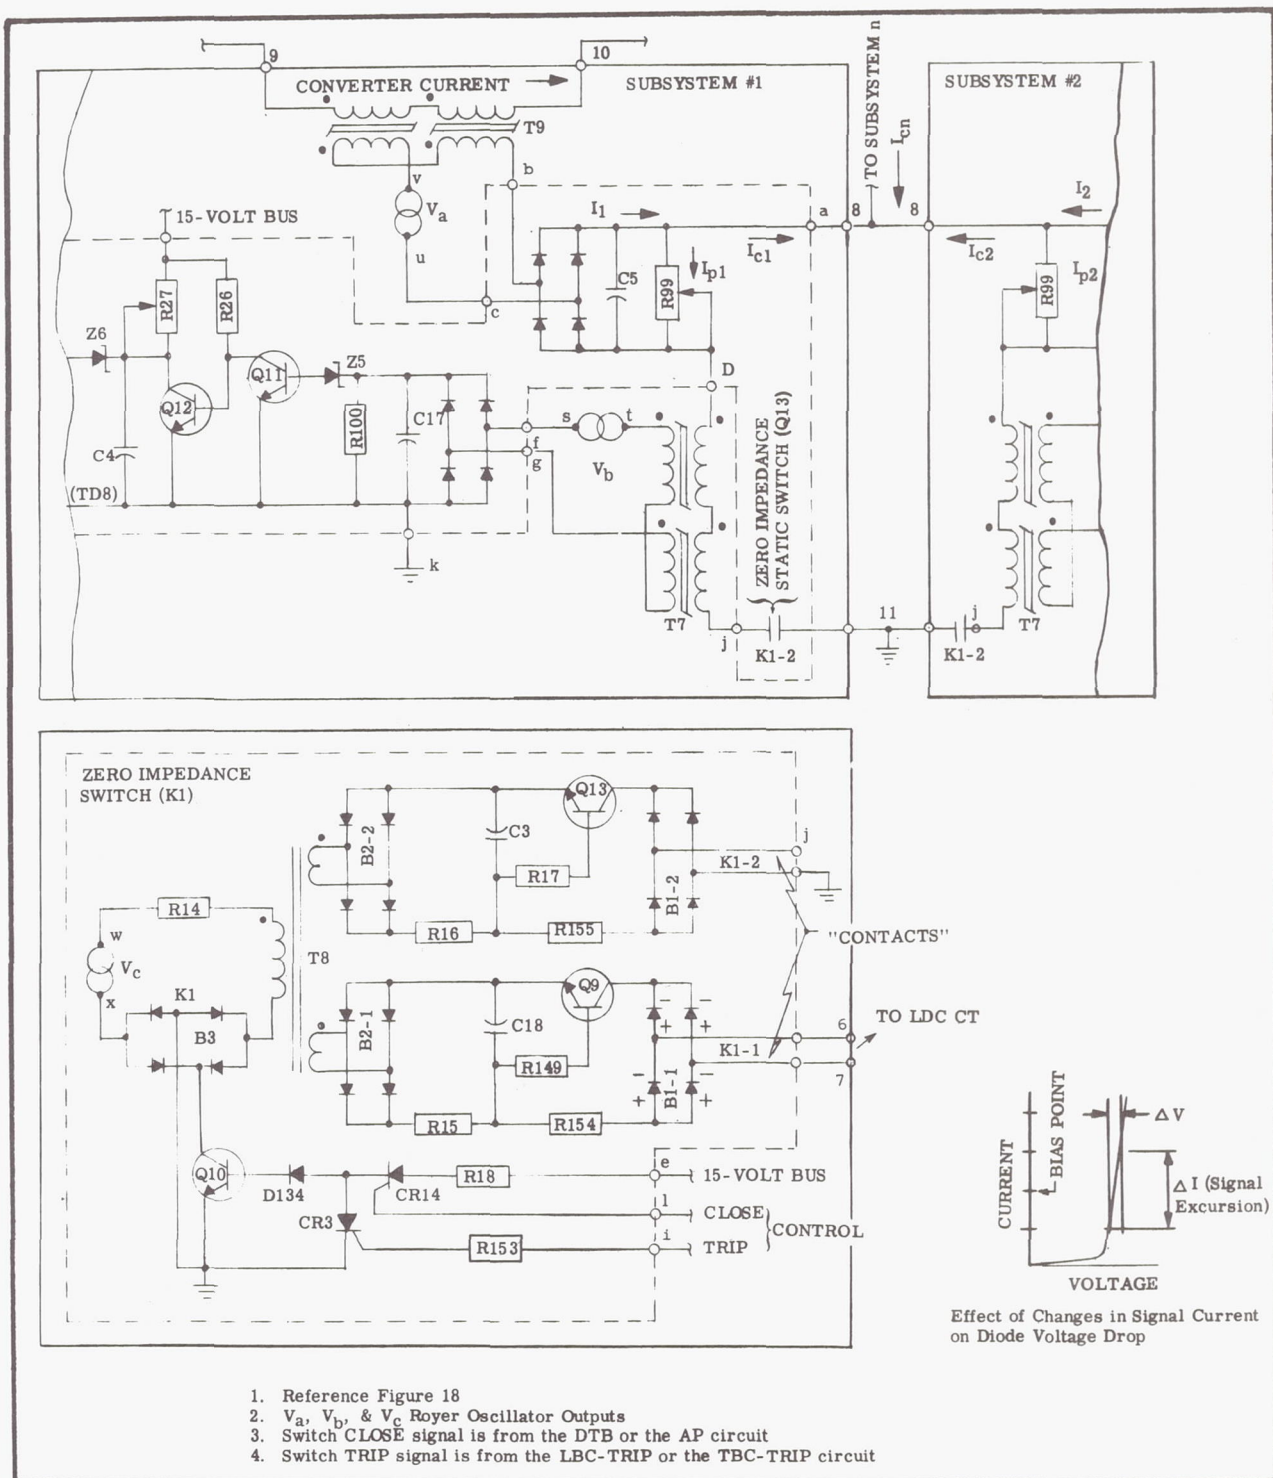 9
10
CONVERTER CURRENT
SUBSYSTEM #1
TO SUBSYSTEM n
Icn
SUBSYSTEM #2
T9
v
b
Va
u
c
15-VOLT BUS
I1
a
8
8
I2
Ic1
Ic2
Ip1
C5
R99
Ip2
R99
R27
R26
Z6
Q11
Z5
Q12
D
C4
R100
C17
s
t
f
g
Vb
(TD8)
k
ZERO IMPEDANCE
STATIC SWITCH (Q13)
T7
j
K1-2
11
j
K1-2
T7
ZERO IMPEDANCE
SWITCH (K1)
Q13
C3
B2-2
R17
K1-2
j
B1-2
R14
R16
R155
"CONTACTS"
w
Vc
T8
x
K1
B3
Q9
C18
B2-1
R149
K1-1
6
TO LDC CT
7
B1-1
− −
+ +
− −
+ +
R15
R154
Q10
D134
CR14
R18
e
15-VOLT BUS
l
CLOSE
CONTROL
CR3
R153
i
TRIP
CURRENT
BIAS POINT
Δ V
Δ I (Signal
Excursion)
VOLTAGE
Effect of Changes in Signal Current
on Diode Voltage Drop
1. Reference Figure 18
2. Va, Vb, & Vc Royer Oscillator Outputs
3. Switch CLOSE signal is from the DTB or the AP circuit
4. Switch TRIP signal is from the LBC-TRIP or the TBC-TRIP circuit